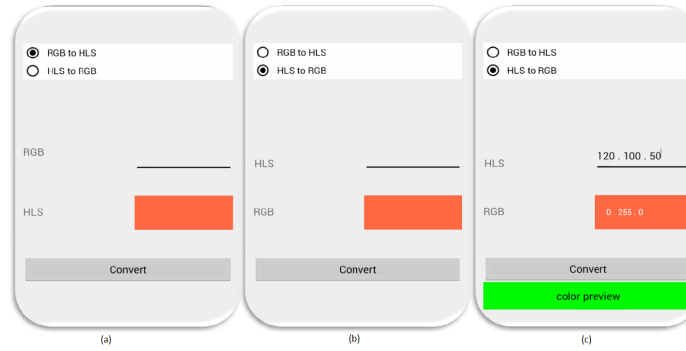 RGB to HLS
HLS to RGB
RGB
HLS
Convert
(a)
RGB to HLS
HLS to RGB
HLS
RGB
Convert
(b)
RGB to HLS
HLS to RGB
HLS 120 . 100 . 50
RGB 0 . 255 . 0
Convert
color preview
(c)